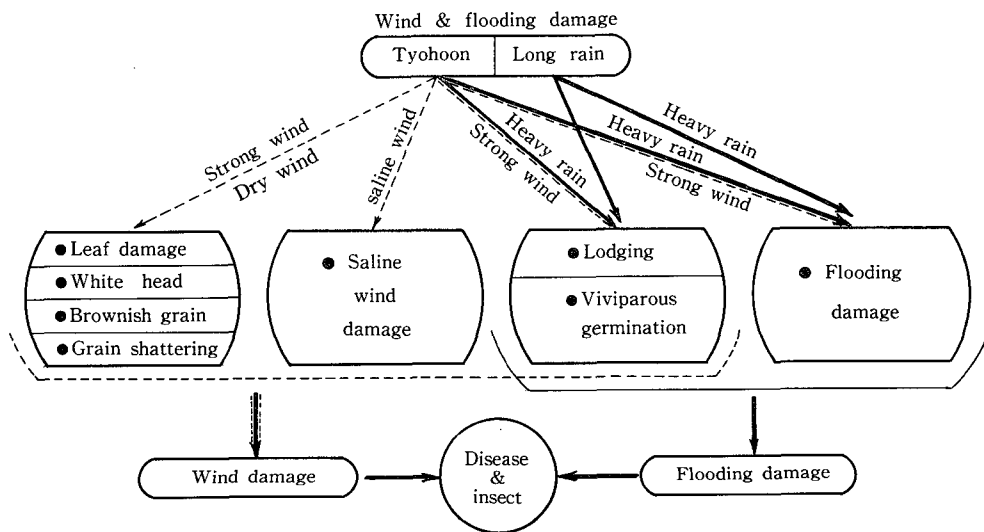 Wind & flooding damage
Tyohoon
Long rain
Strong wind
Dry wind
saline wind
Heavy rain
Strong wind
Heavy rain
Heavy rain
Strong wind
Leaf damage
White head
Brownish grain
Grain shattering
Saline
wind
damage
Lodging
Viviparous
germination
Flooding
damage
Wind damage
Disease
&
insect
Flooding damage